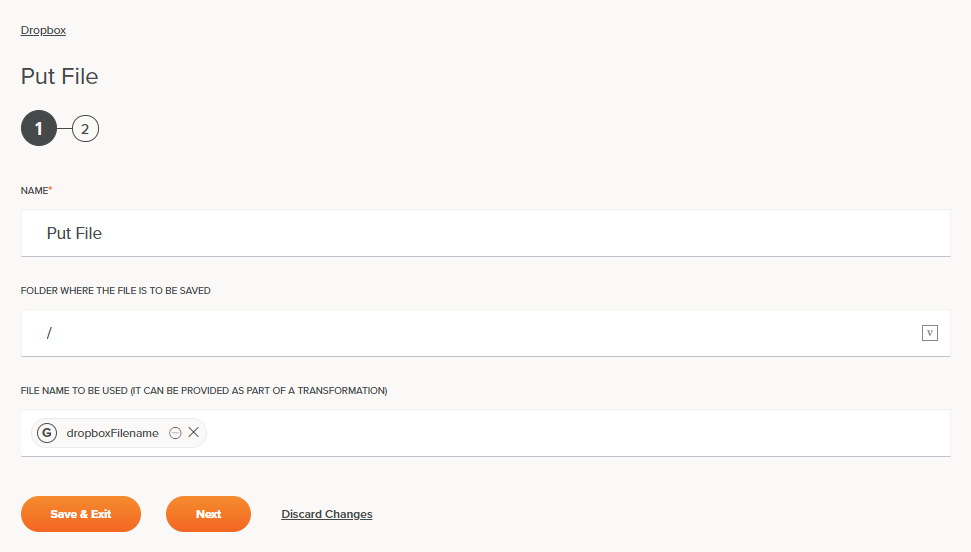 Dropbox
Put File
1 2
NAME*
Put File
FOLDER WHERE THE FILE IS TO BE SAVED
/ V
FILE NAME TO BE USED (IT CAN BE PROVIDED AS PART OF A TRANSFORMATION)
G dropboxFilename
Save & Exit Next Discard Changes